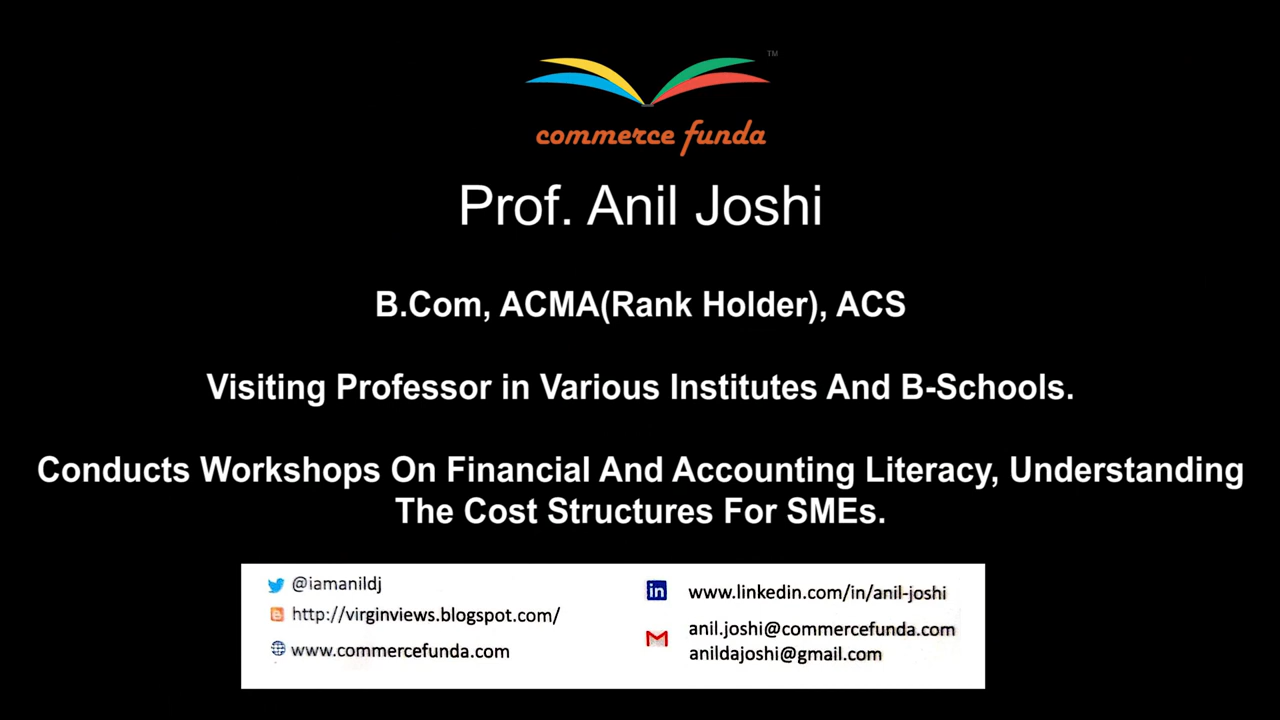 TM
commerce funda
Prof. Anil Joshi
B.Com, ACMA(Rank Holder), ACS
Visiting Professor in Various Institutes And B-Schools.
Conducts Workshops On Financial And Accounting Literacy, Understanding
The Cost Structures For SMEs.
@iamanildj
http://virginviews.blogspot.com/
www.commercefunda.com
in
www.linkedin.com/in/anil-joshi
anil.joshi@commercefunda.com
anildajoshi@gmail.com